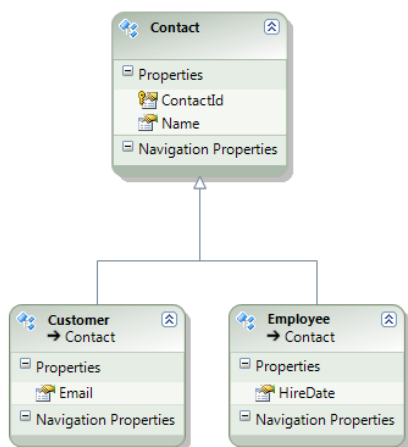 Contact
Properties
ContactId
Name
Navigation Properties
Customer
→ Contact
Properties
Email
Navigation Properties
Employee
→ Contact
Properties
HireDate
Navigation Properties